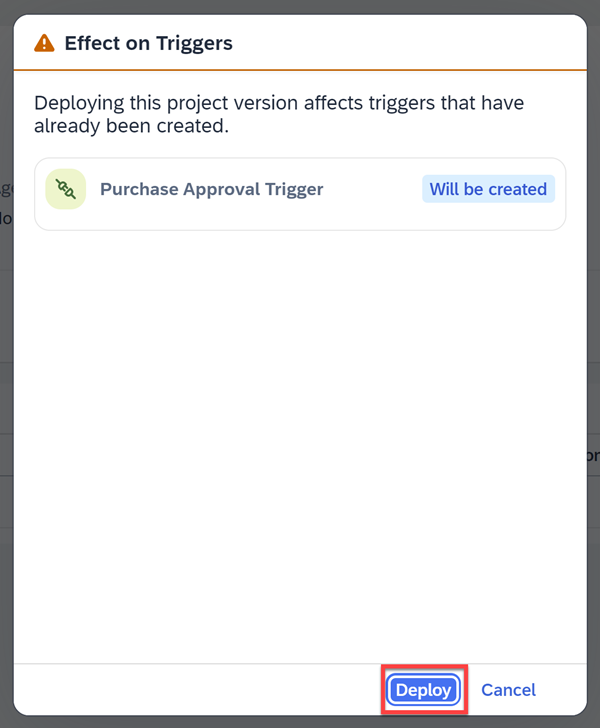 Effect on Triggers
Deploying this project version affects triggers that have
already been created.
Purchase Approval Trigger
Will be created
Deploy
Cancel